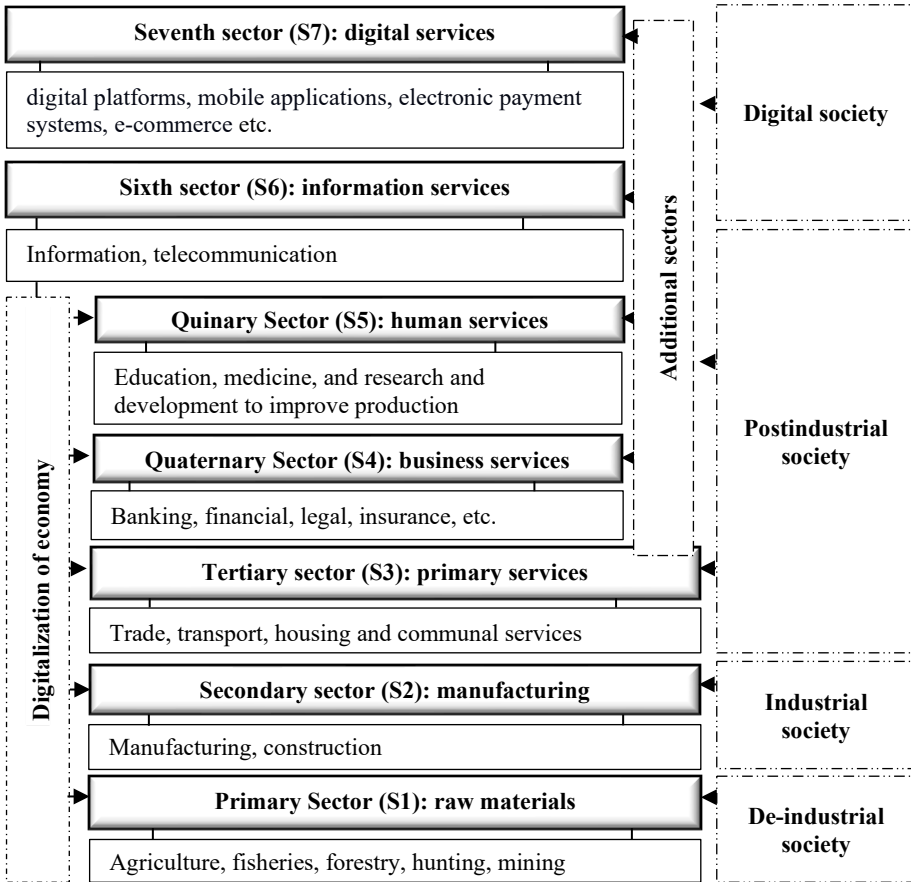 Seventh sector (S7): digital services
digital platforms, mobile applications, electronic payment
systems, e-commerce etc.
Digital society
Sixth sector (S6): information services
Information, telecommunication
Additional sectors
Quinary Sector (S5): human services
Education, medicine, and research and
development to improve production
Postindustrial
society
Quaternary Sector (S4): business services
Banking, financial, legal, insurance, etc.
Digitalization of economy
Tertiary sector (S3): primary services
Trade, transport, housing and communal services
Secondary sector (S2): manufacturing
Manufacturing, construction
Industrial
society
Primary Sector (S1): raw materials
Agriculture, fisheries, forestry, hunting, mining
De-industrial
society